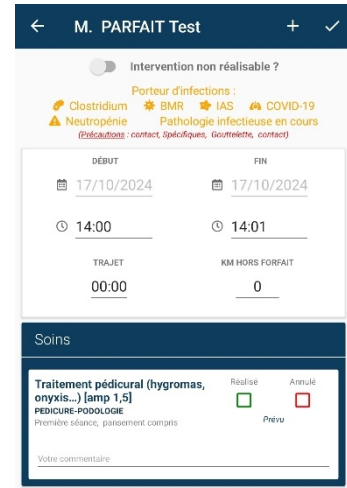 M. PARFAIT Test
Intervention non réalisable ?
Porteur d'infections :
Clostridium BMR IAS COVID-19
Neutropénie Pathologie infectieuse en cours
(Précautions : contact, Spécifiques, Gouttelette, contact)
DÉBUT FIN
17/10/2024 17/10/2024
14:00 14:01
TRAJET KM HORS FORFAIT
00:00 0
Soins
Traitement pédicural (hygromas, Réalisé Annulé
onyxis...) [amp 1,5]
PEDICURE-PODOLOGIE Prévu
Première séance, pansement compris
Votre commentaire